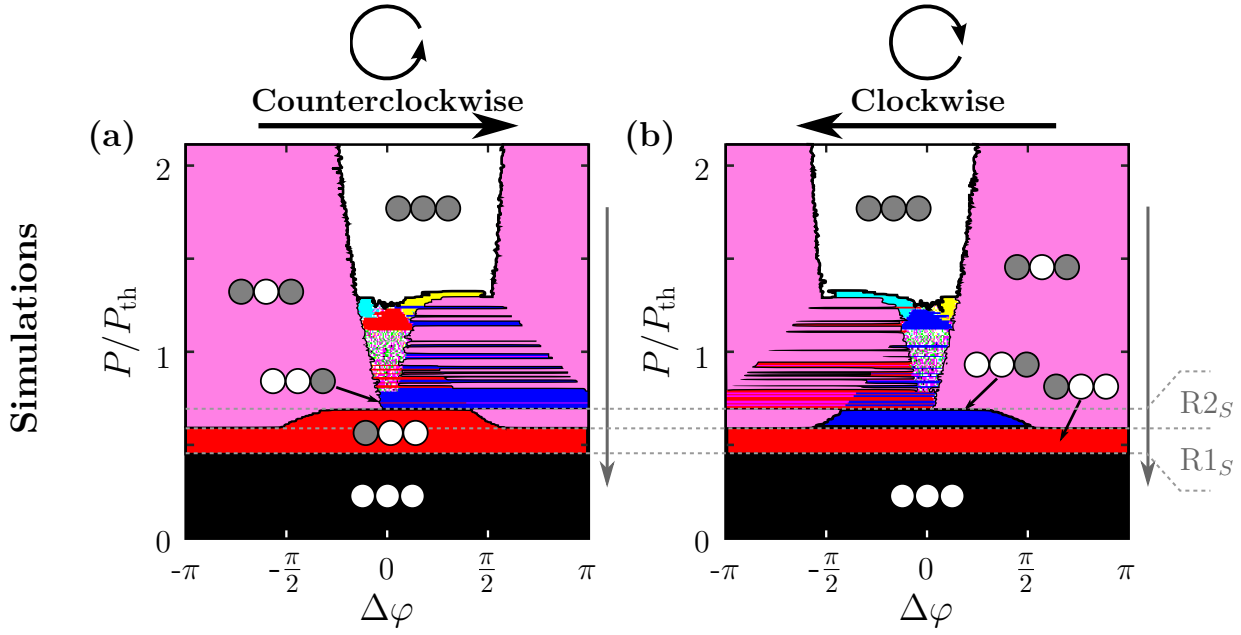 Counterclockwise
Clockwise
(a)
(b)
Simulations
P/P_th
2
1
0
-π
-π/2
0
π/2
π
Δφ
P/P_th
2
1
0
-π
-π/2
0
π/2
π
Δφ
R2_S
R1_S